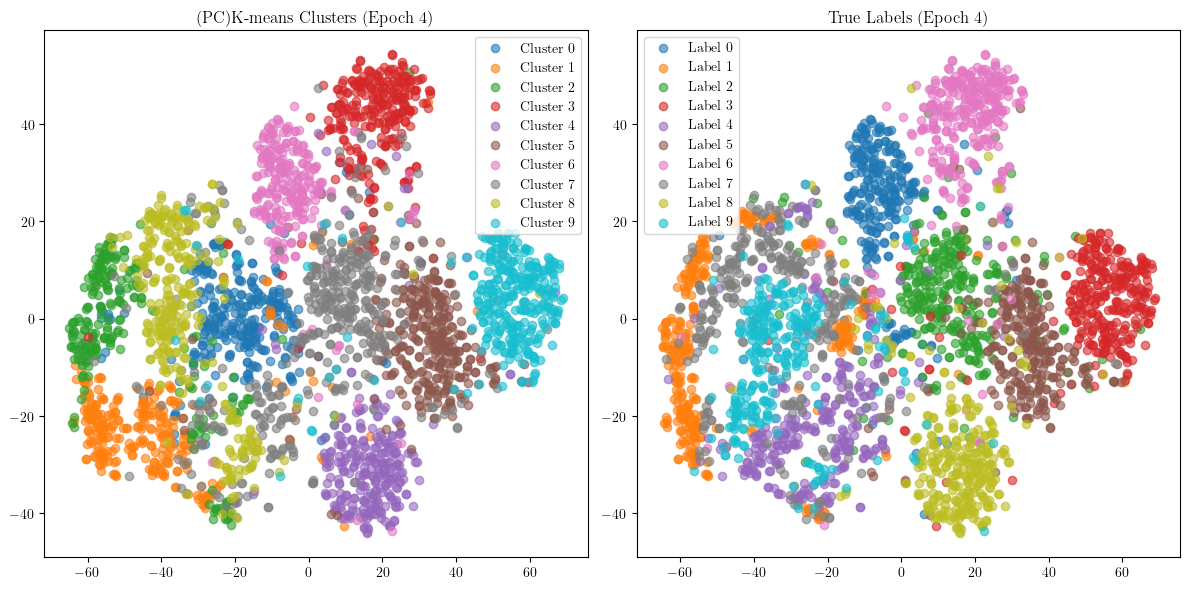 (PC)K-means Clusters (Epoch 4)
Cluster 0
Cluster 1
Cluster 2
Cluster 3
Cluster 4
Cluster 5
Cluster 6
Cluster 7
Cluster 8
Cluster 9
40
20
0
−20
−40
−60
−40
−20
0
20
40
60
True Labels (Epoch 4)
Label 0
Label 1
Label 2
Label 3
Label 4
Label 5
Label 6
Label 7
Label 8
Label 9
40
20
0
−20
−40
−60
−40
−20
0
20
40
60